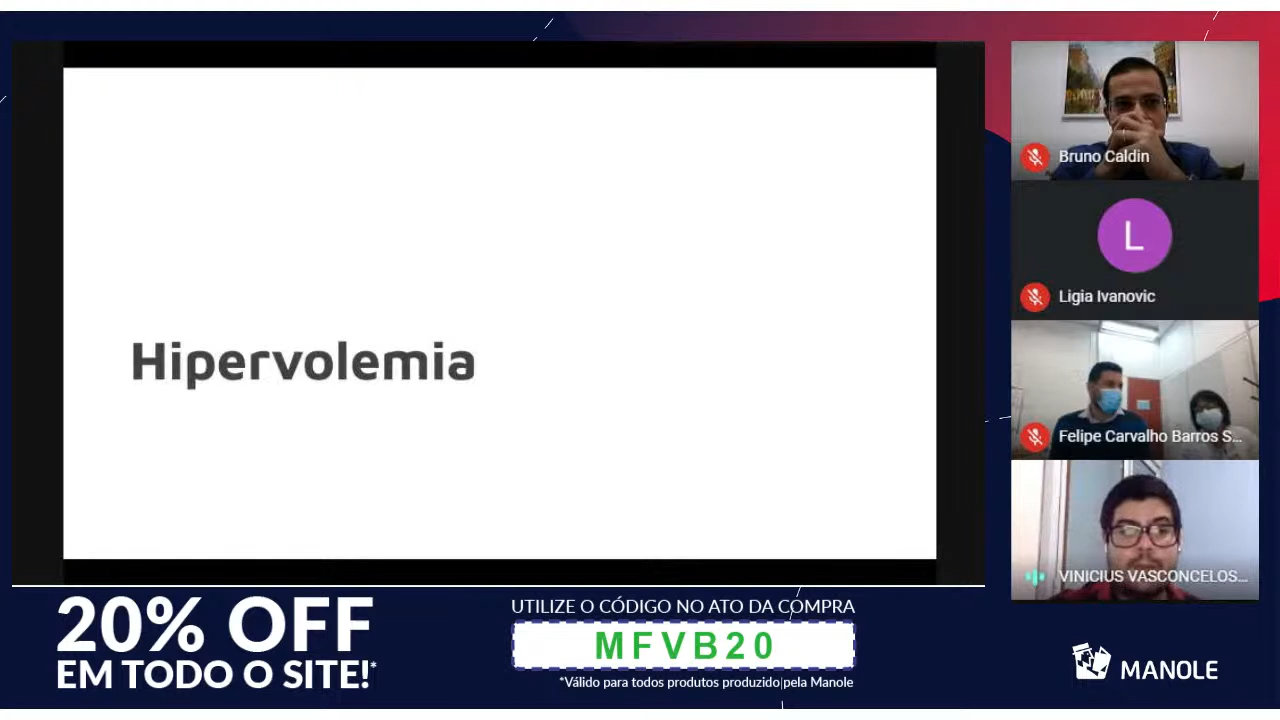 Hipervolemia
Bruno Caldin
L
Ligia Ivanovic
Felipe Carvalho Barros S...
VINICIUS VASCONCELOS...
20% OFF
EM TODO O SITE!*
UTILIZE O CÓDIGO NO ATO DA COMPRA
MFVB20
*Válido para todos produtos produzido pela Manole
MANOLE